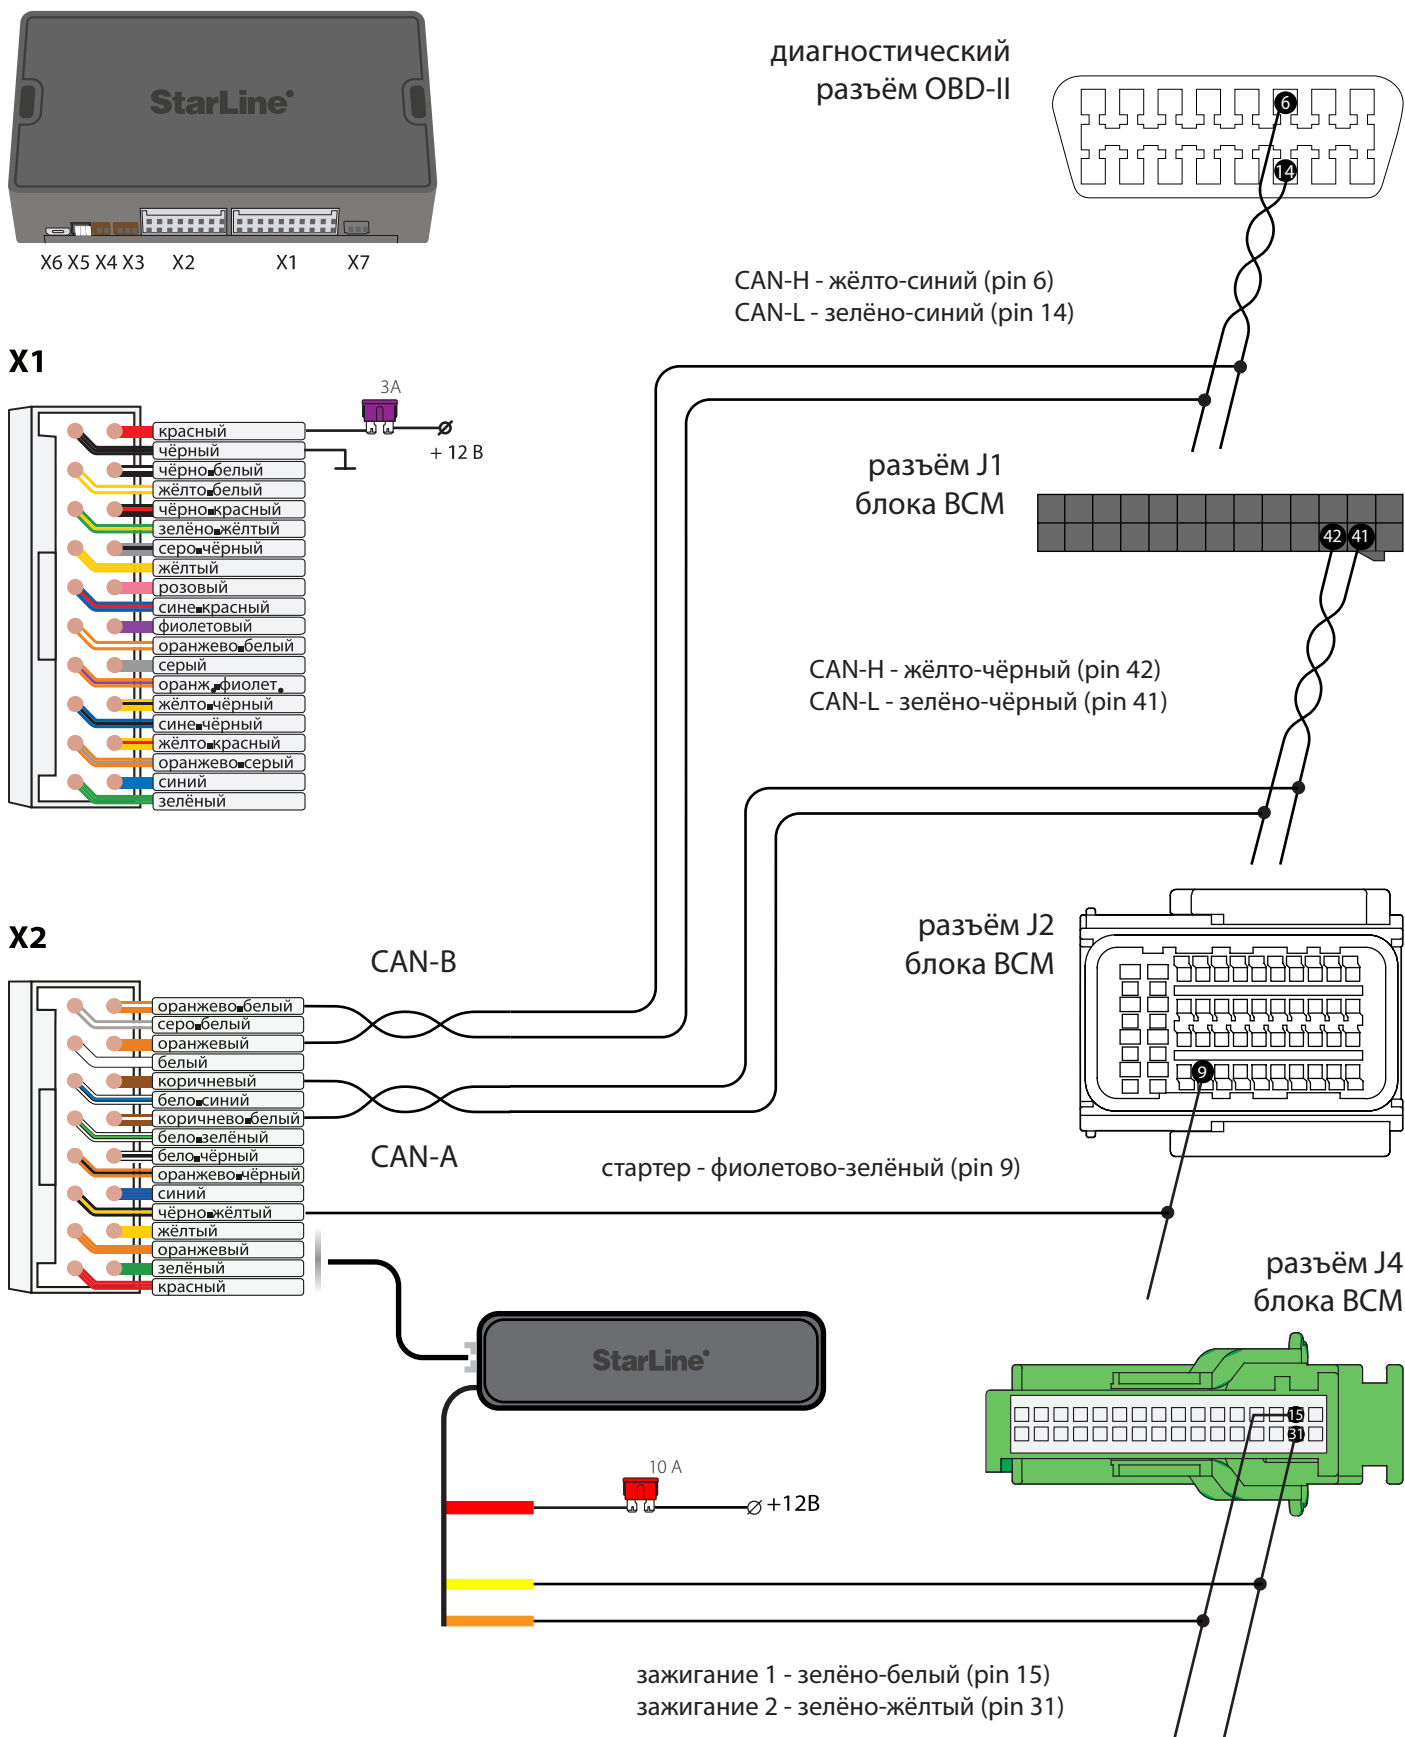 StarLine
X6 X5 X4 X3 X2 X1 X7
диагностический
разъём OBD-II
6
14
CAN-H - жёлто-синий (pin 6)
CAN-L - зелёно-синий (pin 14)
X1
3A
+ 12 В
красный
чёрный
чёрно-белый
жёлто-белый
чёрно-красный
зелёно-жёлтый
серо-чёрный
жёлтый
розовый
сине-красный
фиолетовый
оранжево-белый
серый
оранж.-фиолет.
жёлто-чёрный
сине-чёрный
жёлто-красный
оранжево-серый
синий
зелёный
разъём J1
блока BCM
42 41
CAN-H - жёлто-чёрный (pin 42)
CAN-L - зелёно-чёрный (pin 41)
X2
CAN-B
оранжево-белый
серо-белый
оранжевый
белый
коричневый
бело-синий
коричнево-белый
бело-зелёный
бело-чёрный
оранжево-чёрный
синий
чёрно-жёлтый
жёлтый
оранжевый
зелёный
красный
CAN-A
разъём J2
блока BCM
9
стартер - фиолетово-зелёный (pin 9)
разъём J4
блока BCM
15
31
StarLine
10 A
+12В
зажигание 1 - зелёно-белый (pin 15)
зажигание 2 - зелёно-жёлтый (pin 31)